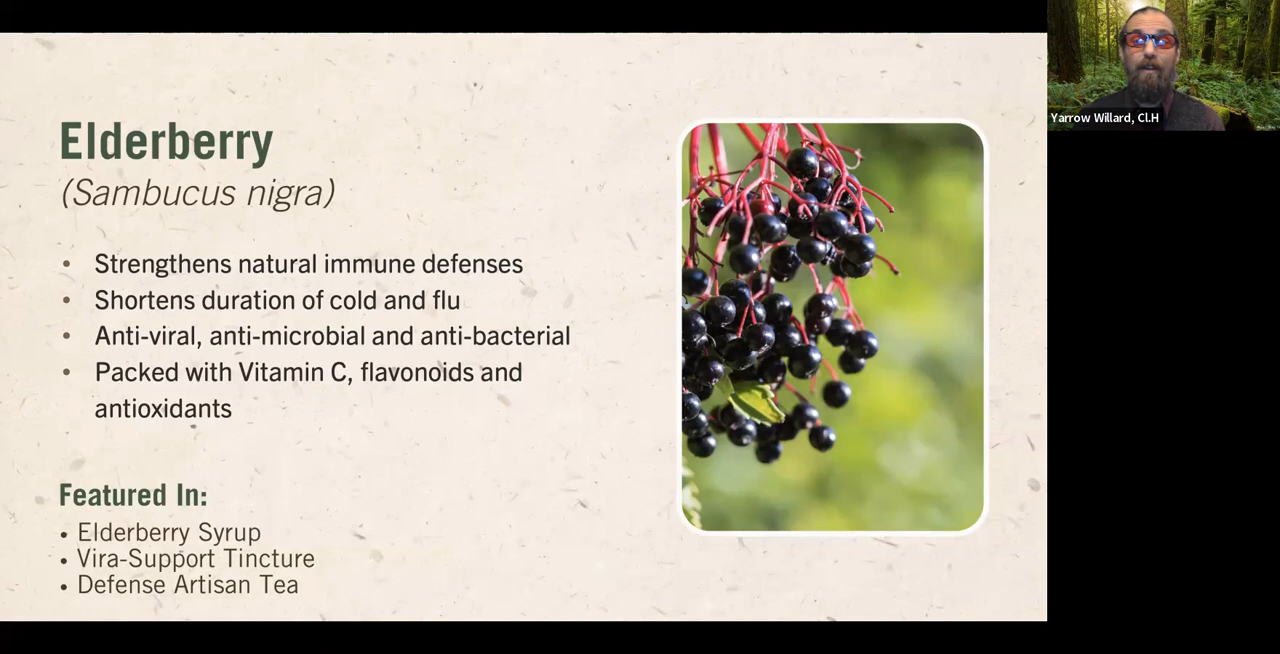 Elderberry
(Sambucus nigra)
• Strengthens natural immune defenses
• Shortens duration of cold and flu
• Anti-viral, anti-microbial and anti-bacterial
• Packed with Vitamin C, flavonoids and
antioxidants
Featured In:
• Elderberry Syrup
• Vira-Support Tincture
• Defense Artisan Tea
Yarrow Willard, Cl.H